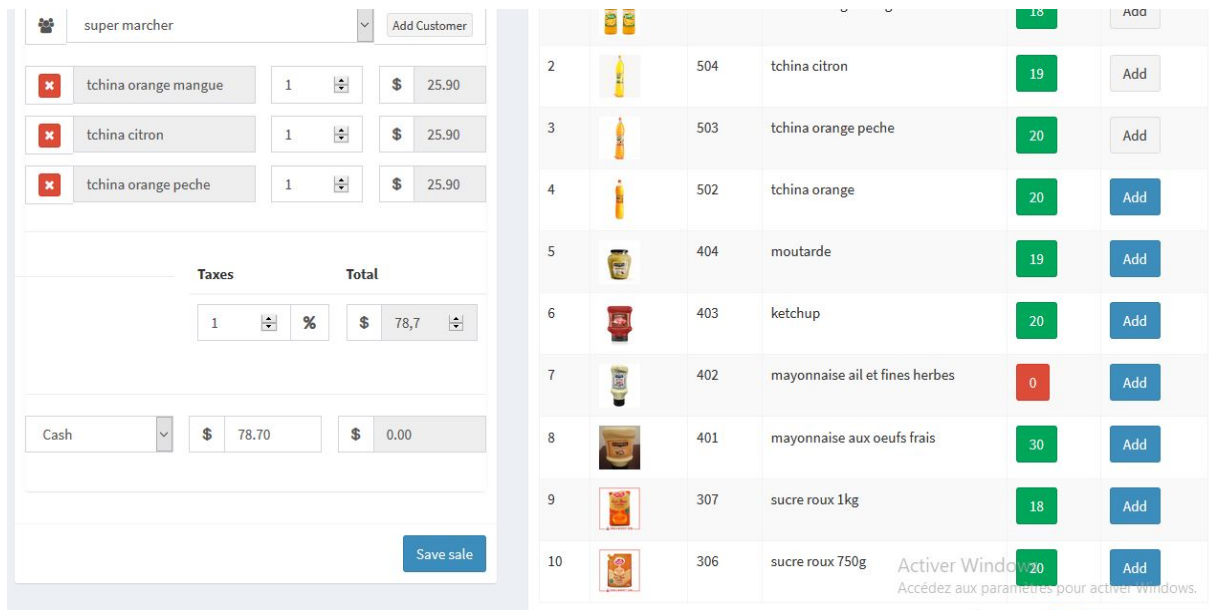 super marcher
Add Customer
tchina orange mangue 1 $ 25.90
tchina citron 1 $ 25.90
tchina orange peche 1 $ 25.90
Taxes Total
1 % $ 78,7
Cash $ 78.70 $ 0.00
Save sale
18 Add
2 504 tchina citron 19 Add
3 503 tchina orange peche 20 Add
4 502 tchina orange 20 Add
5 404 moutarde 19 Add
6 403 ketchup 20 Add
7 402 mayonnaise ail et fines herbes 0 Add
8 401 mayonnaise aux oeufs frais 30 Add
9 307 sucre roux 1kg 18 Add
10 306 sucre roux 750g 20 Add
Activer Windows
Accédez aux paramètres pour activer Windows.